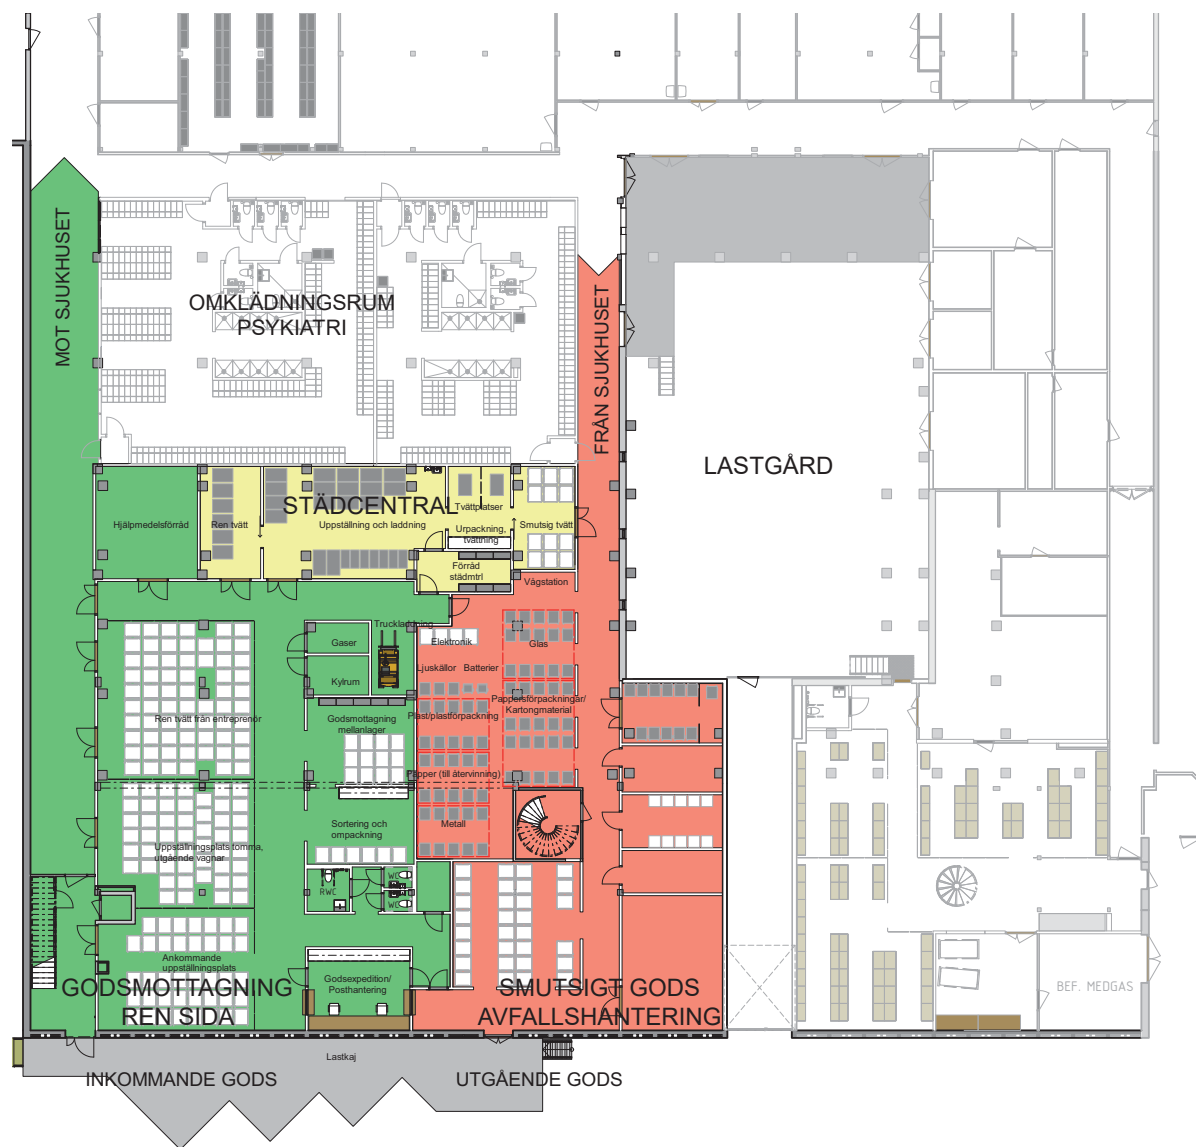 OMKLÄDNINGSRUM
PSYKIATRI
MOT SJUKHUSET
FRÅN SJUKHUSET
LASTGÅRD
STÄDCENTRAL
Hjälpmedelsförråd
Ren tvätt
Uppställning och laddning
Tvättplatser
Urpackning,
tvättning
Smutsig tvätt
Förråd
städmtrl
Vågstation
Truckladdning
Gaser
Kylrum
Elektronik
Glas
Ljuskällor
Batterier
Ren tvätt från entreprenör
Godsmottagning
mellanlager
Plast/plastförpackning
Pappersförpackningar/
Kartongmaterial
Papper (till återvinning)
Sortering och
ompackning
Metall
Uppställningsplats tomma,
utgående vagnar
RWC
WC
WC
Ankommande
uppställningsplats
Godsexpedition/
Posthantering
GODSMOTTAGNING
REN SIDA
SMUTSIGT GODS
AVFALLSHANTERING
BEF. MEDGAS
Lastkaj
INKOMMANDE GODS
UTGÅENDE GODS